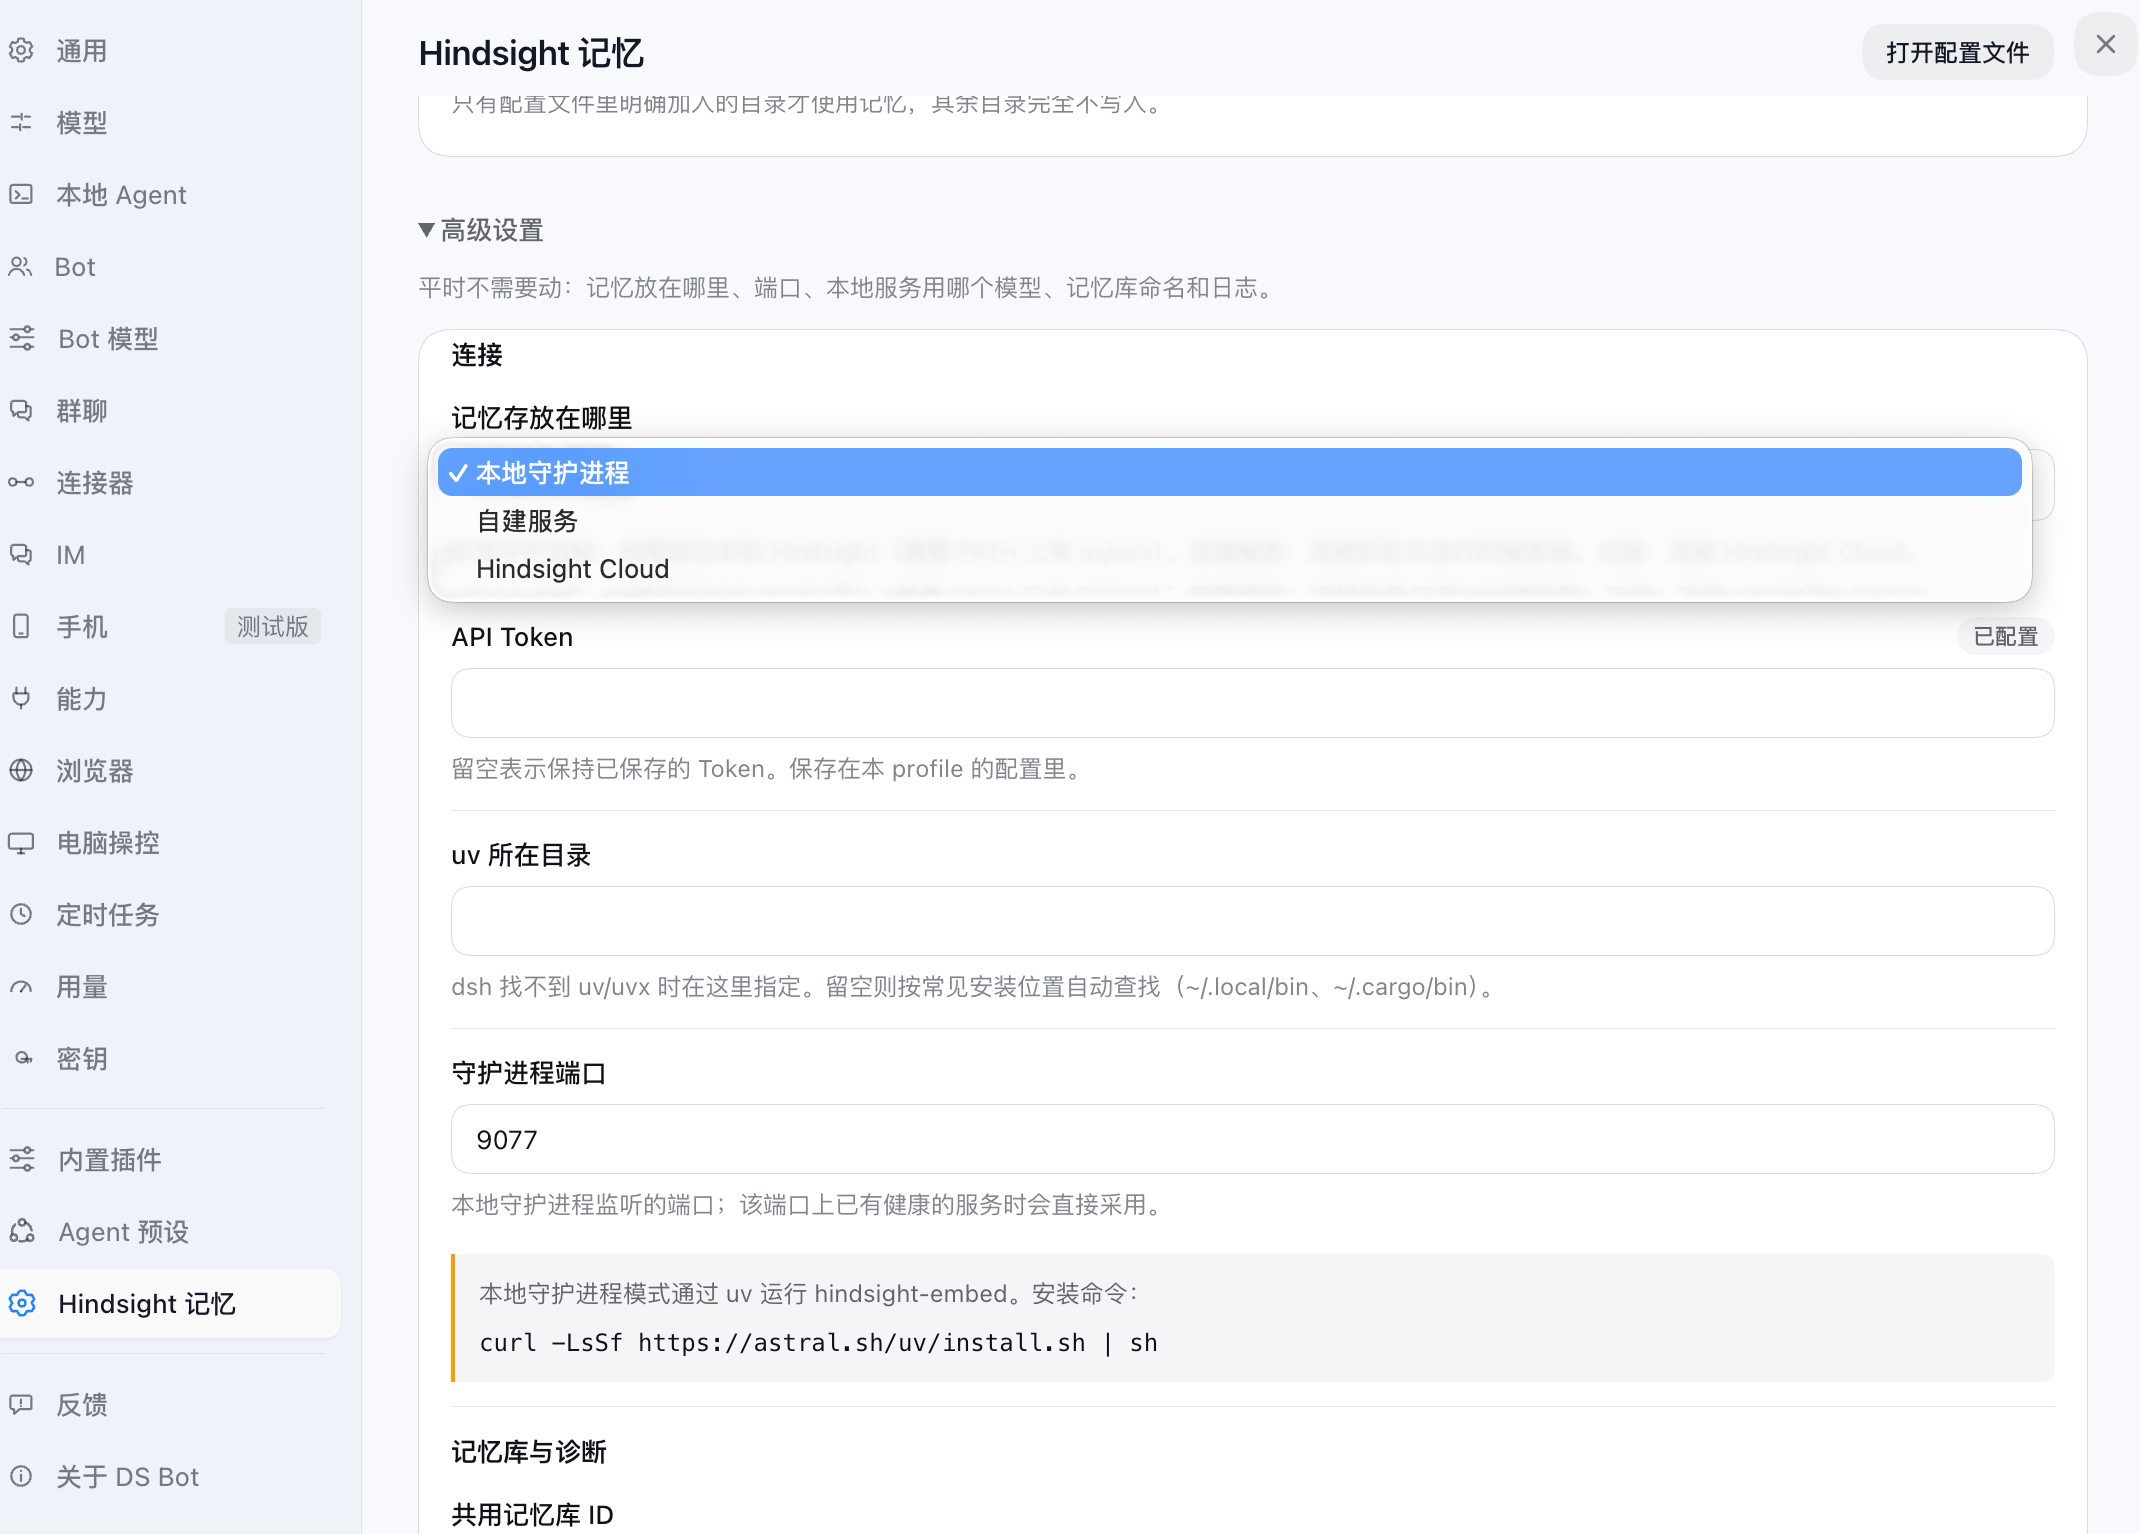 通用
模型
本地 Agent
Bot
Bot 模型
群聊
连接器
IM
手机
测试版
能力
浏览器
电脑操控
定时任务
用量
密钥
内置插件
Agent 预设
Hindsight 记忆
反馈
关于 DS Bot
Hindsight 记忆
打开配置文件
只有配置文件里明确加入的目录才使用记忆，其余目录完全不写入。
▼高级设置
平时不需要动：记忆放在哪里、端口、本地服务用哪个模型、记忆库命名和日志。
连接
记忆存放在哪里
✓ 本地守护进程
自建服务
Hindsight Cloud
API Token
已配置
留空表示保持已保存的 Token。保存在本 profile 的配置里。
uv 所在目录
dsh 找不到 uv/uvx 时在这里指定。留空则按常见安装位置自动查找（~/.local/bin、~/.cargo/bin）。
守护进程端口
9077
本地守护进程监听的端口；该端口上已有健康的服务时会直接采用。
本地守护进程模式通过 uv 运行 hindsight-embed。安装命令：
curl -LsSf https://astral.sh/uv/install.sh | sh
记忆库与诊断
共用记忆库 ID